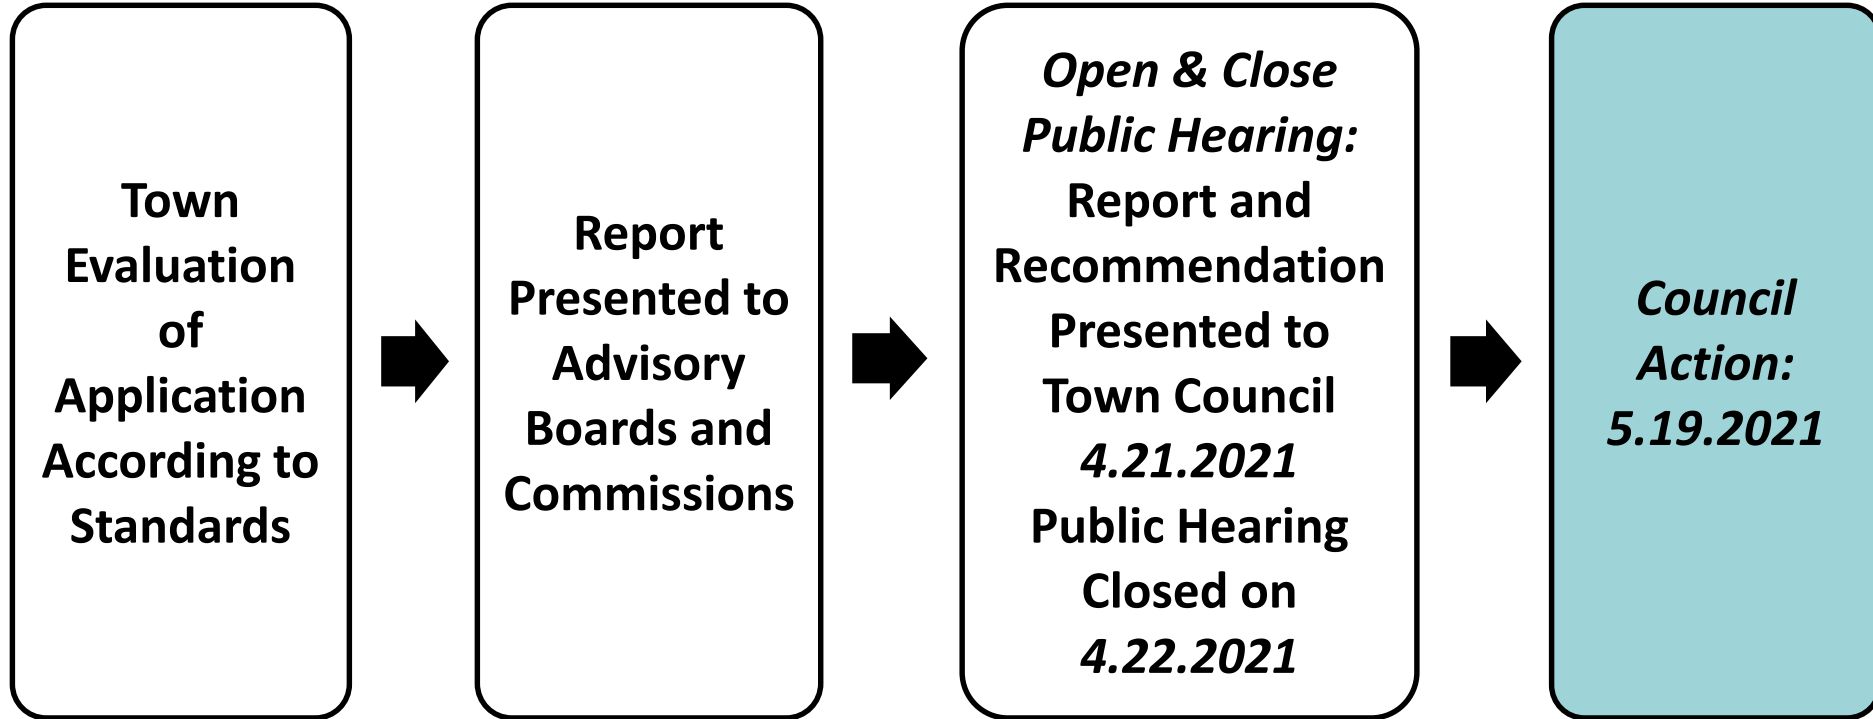 Town
Evaluation
of
Application
According to
Standards
Report
Presented to
Advisory
Boards and
Commissions
Open & Close
Public Hearing:
Report and
Recommendation
Presented to
Town Council
4.21.2021
Public Hearing
Closed on
4.22.2021
Council
Action:
5.19.2021